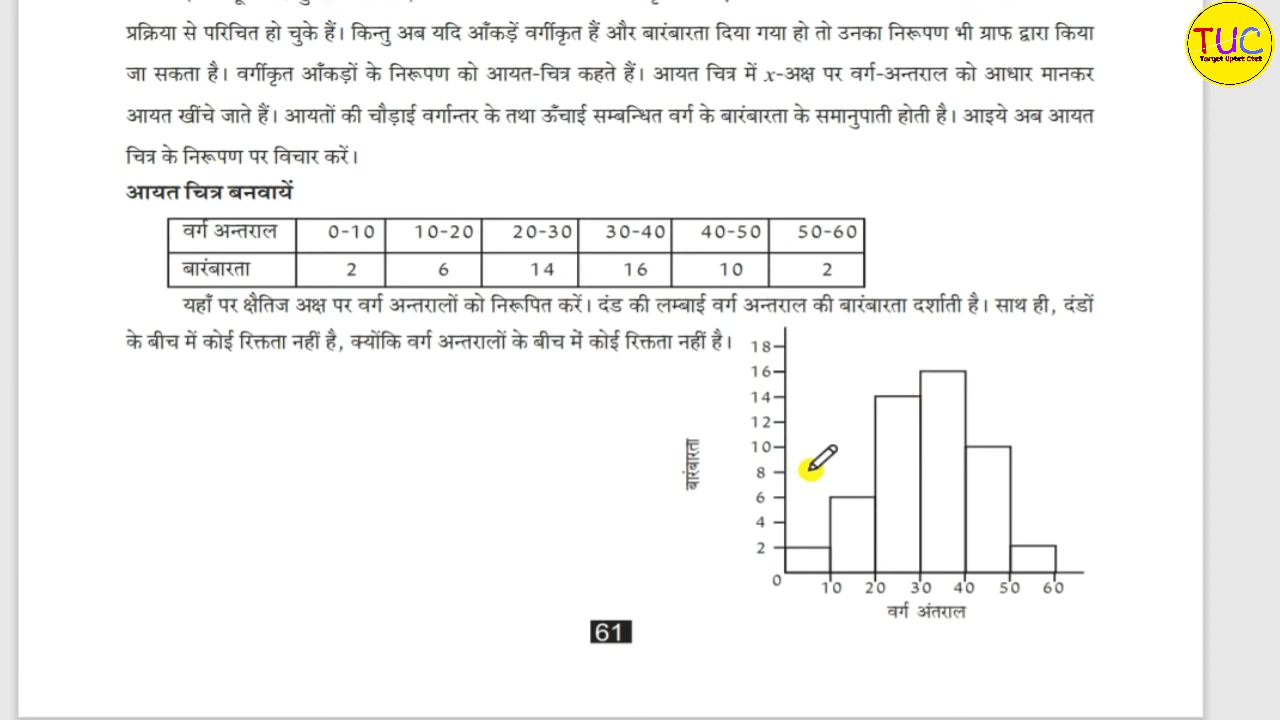 प्रक्रिया से परिचित हो चुके हैं। किन्तु अब यदि आँकड़ें वर्गीकृत हैं और बारंबारता दिया गया हो तो उनका निरूपण भी ग्राफ द्वारा किया
जा सकता है। वर्गीकृत आँकड़ों के निरूपण को आयत-चित्र कहते हैं। आयत चित्र में x-अक्ष पर वर्ग-अन्तराल को आधार मानकर
आयत खींचे जाते हैं। आयतों की चौड़ाई वर्गान्तर के तथा ऊँचाई सम्बन्धित वर्ग के बारंबारता के समानुपाती होती है। आइये अब आयत
चित्र के निरूपण पर विचार करें।
आयत चित्र बनवायें
वर्ग अन्तराल 0-10 10-20 20-30 30-40 40-50 50-60
बारंबारता 2 6 14 16 10 2
यहाँ पर क्षैतिज अक्ष पर वर्ग अन्तरालों को निरूपित करें। दंड की लम्बाई वर्ग अन्तराल की बारंबारता दर्शाती है। साथ ही, दंडों
के बीच में कोई रिक्तता नहीं है, क्योंकि वर्ग अन्तरालों के बीच में कोई रिक्तता नहीं है।
18
16
14
12
10
8
6
4
2
0
बारंबारता
10 20 30 40 50 60
वर्ग अंतराल
61
TUC
Target Uptet Ctet